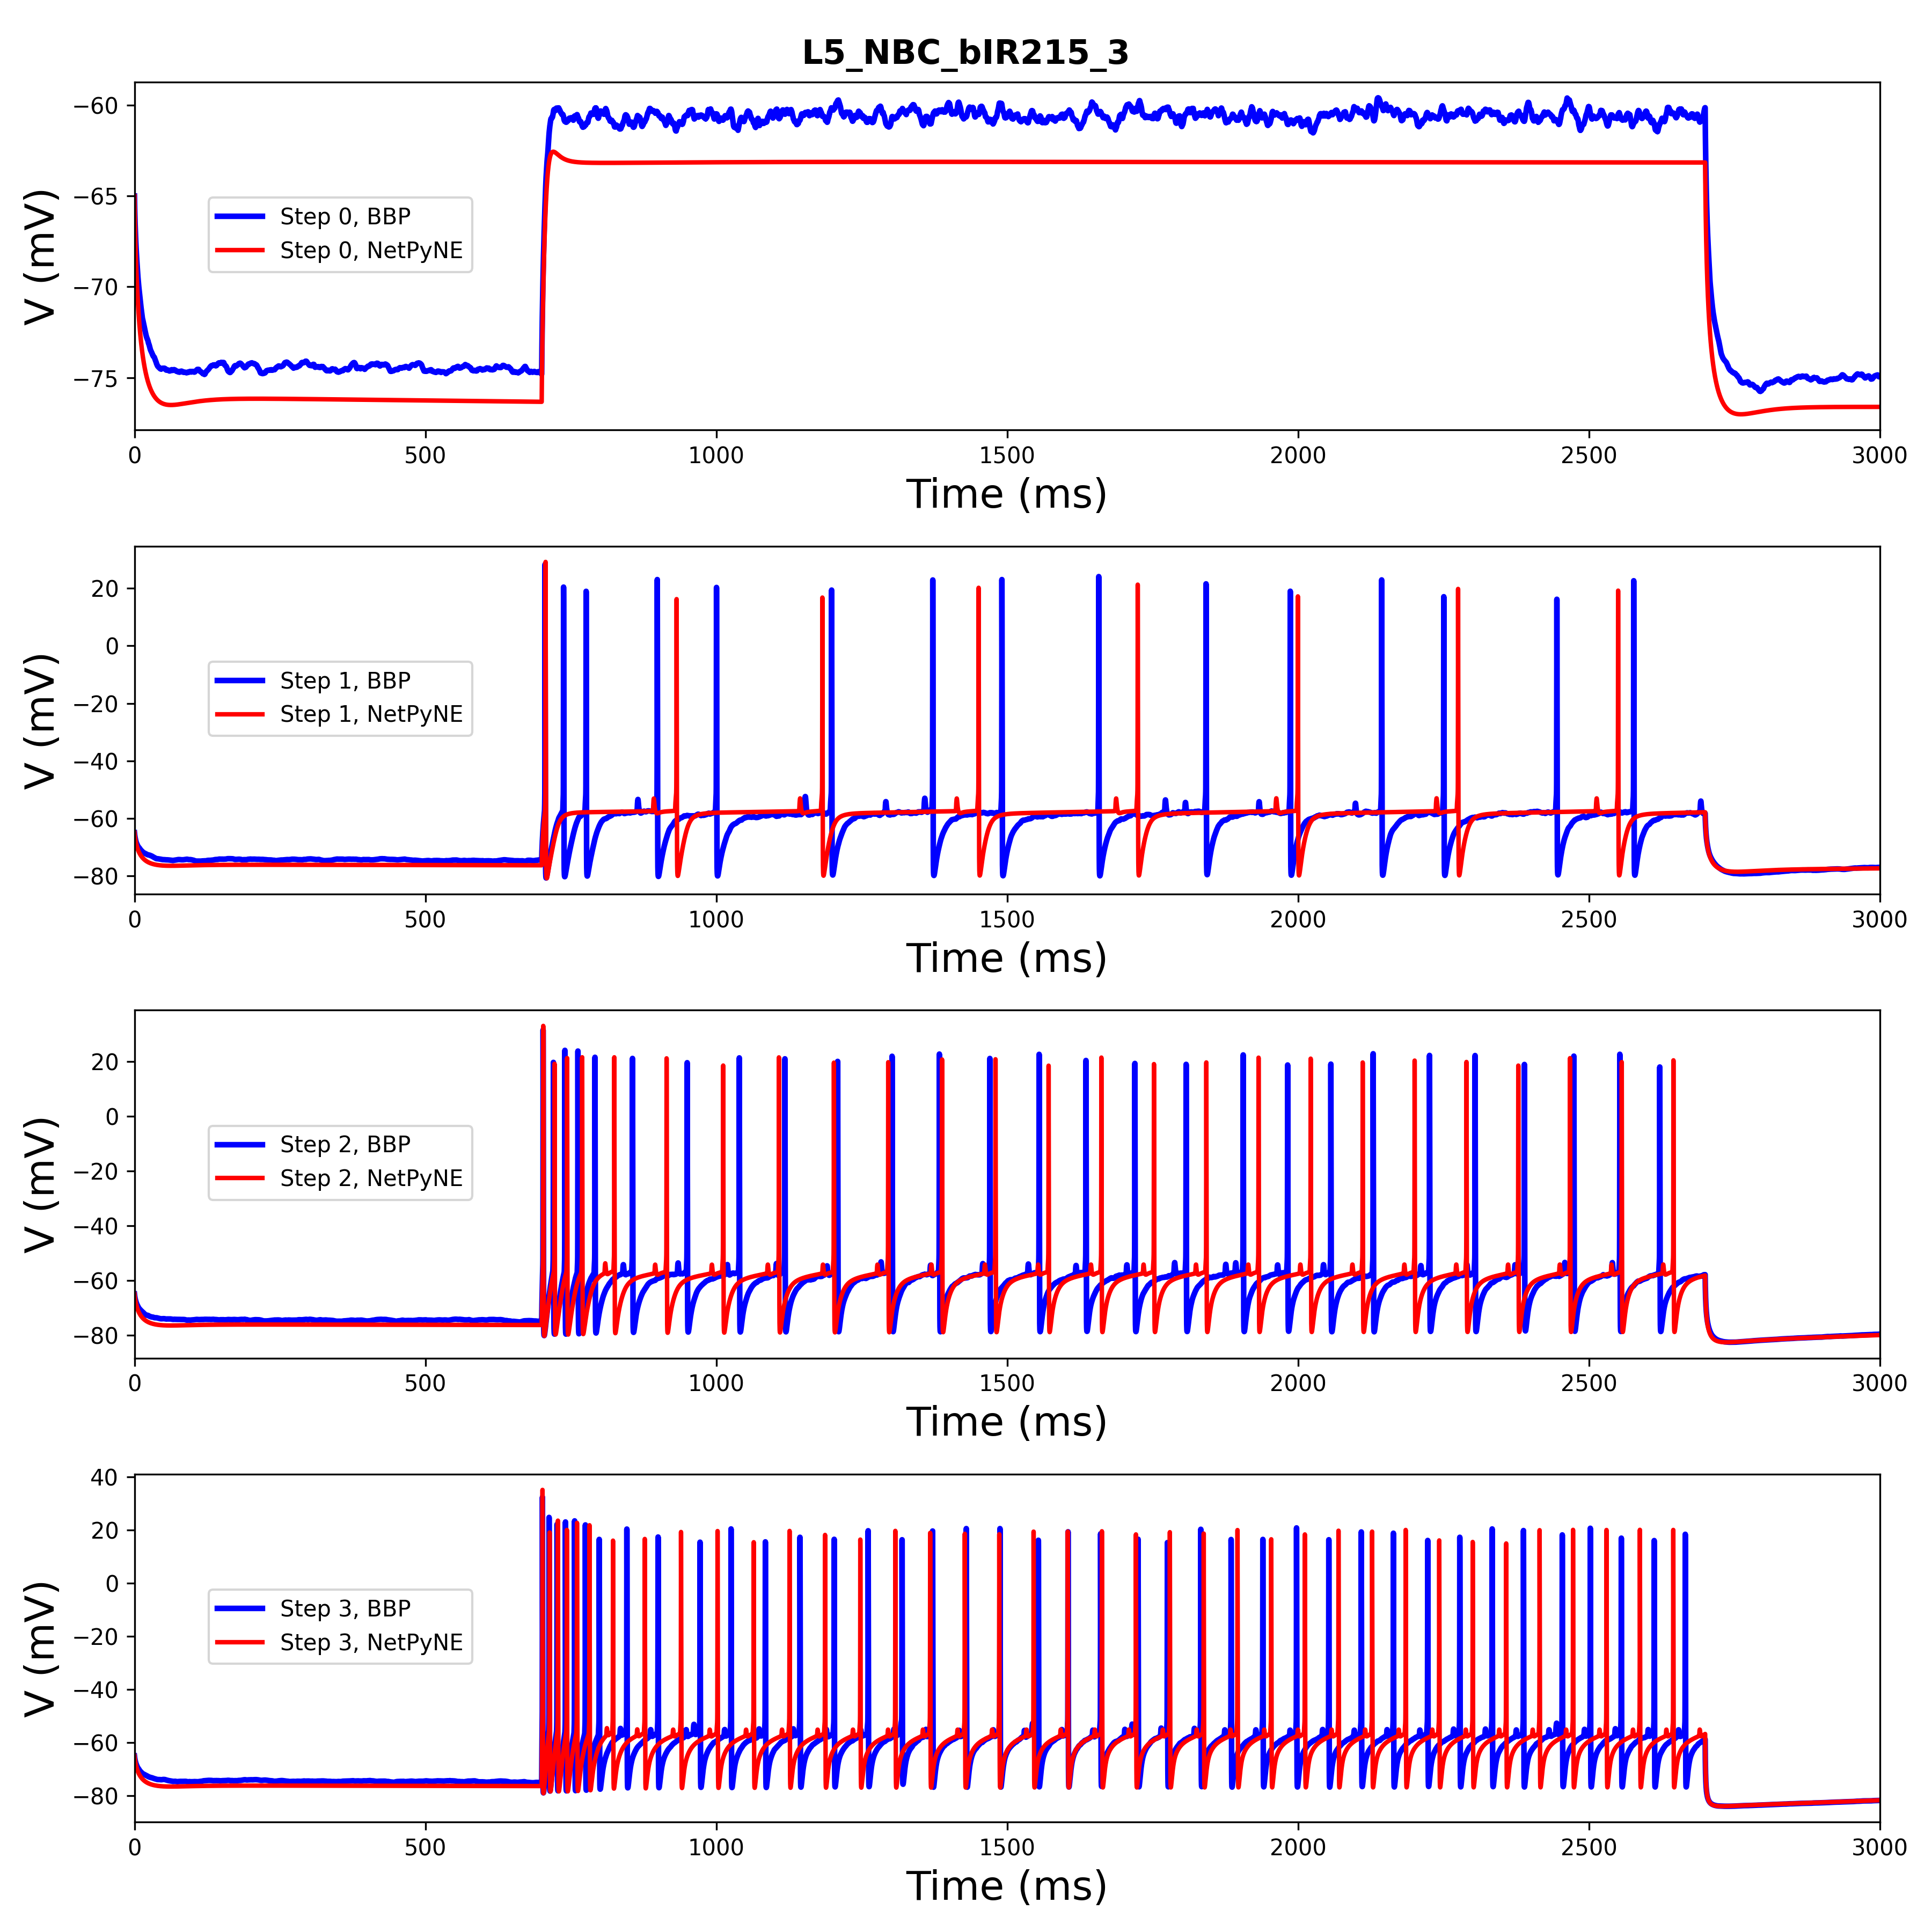 L5_NBC_bIR215_3
−60
−65
−70
−75
V (mV)
Step 0, BBP
Step 0, NetPyNE
0 500 1000 1500 2000 2500 3000
Time (ms)
20
0
−20
−40
−60
−80
V (mV)
Step 1, BBP
Step 1, NetPyNE
0 500 1000 1500 2000 2500 3000
Time (ms)
20
0
−20
−40
−60
−80
V (mV)
Step 2, BBP
Step 2, NetPyNE
0 500 1000 1500 2000 2500 3000
Time (ms)
40
20
0
−20
−40
−60
−80
V (mV)
Step 3, BBP
Step 3, NetPyNE
0 500 1000 1500 2000 2500 3000
Time (ms)